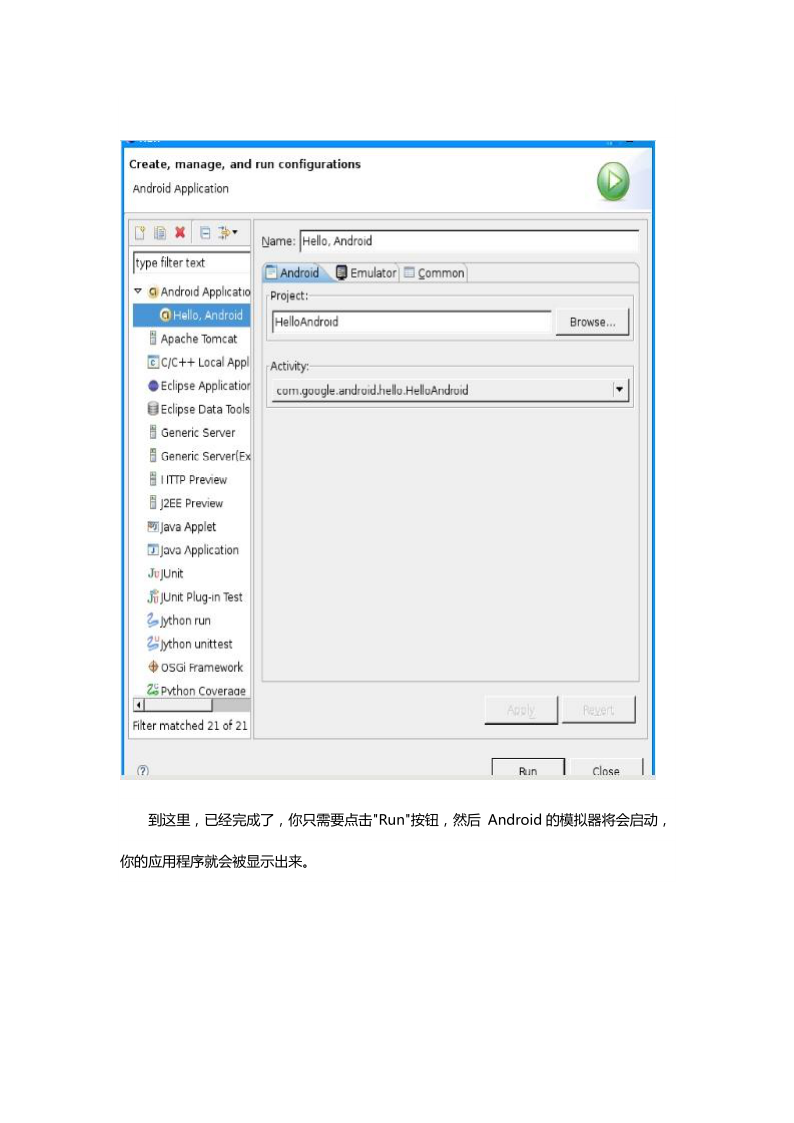 Create, manage, and run configurations
Android Application
type filter text
Android Applicatio
Hello, Android
Apache Tomcat
C/C++ Local Appl
Eclipse Application
Eclipse Data Tools
Generic Server
Generic Server(Ex
HTTP Preview
J2EE Preview
Java Applet
Java Application
JUnit
JUnit Plug-in Test
Jython run
Jython unittest
OSGi Framework
Python Coverage
Filter matched 21 of 21
Name: Hello, Android
Android Emulator Common
Project:
HelloAndroid Browse...
Activity:
com.google.android.hello.HelloAndroid
Apply Revert
Run Close
到这里，已经完成了，你只需要点击"Run"按钮，然后 Android 的模拟器将会启动，
你的应用程序就会被显示出来。